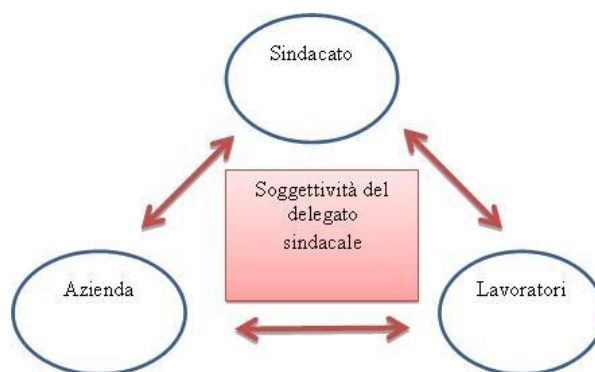 Sindacato
Soggettività del
delegato
sindacale
Azienda
Lavoratori